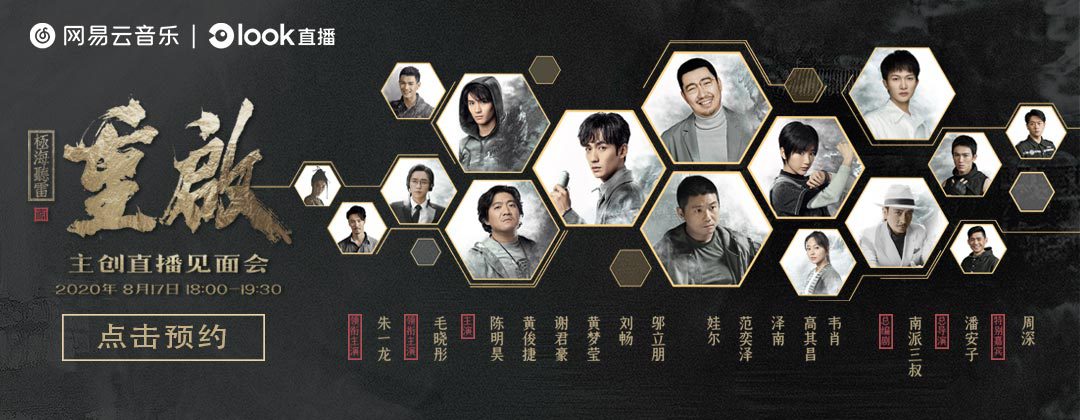 网易云音乐 | look直播
重啟
極海聽雷
主创直播见面会
2020年 8月17日 18:00-19:30
点击预约
领衔主演
朱一龙
领衔主演
毛晓彤
主演
陈明昊
黄俊捷
谢君豪
黄梦莹
刘畅
邬立朋
娃尔
范奕泽
泽南
高其昌
韦肖
总编剧
南派三叔
总导演
潘安子
特别嘉宾
周深